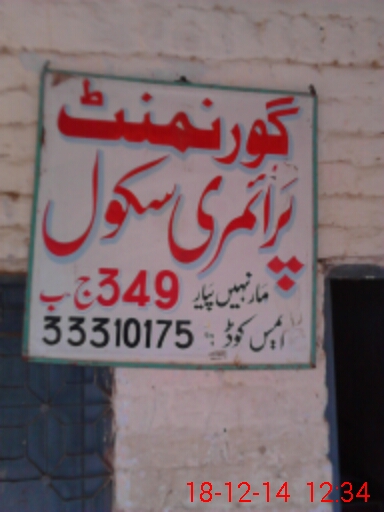 گورنمنٹ
پرائمری سکول
مار نہیں پیار 349 ج ب
ایمس کوڈ 33310175
18-12-14 12:34